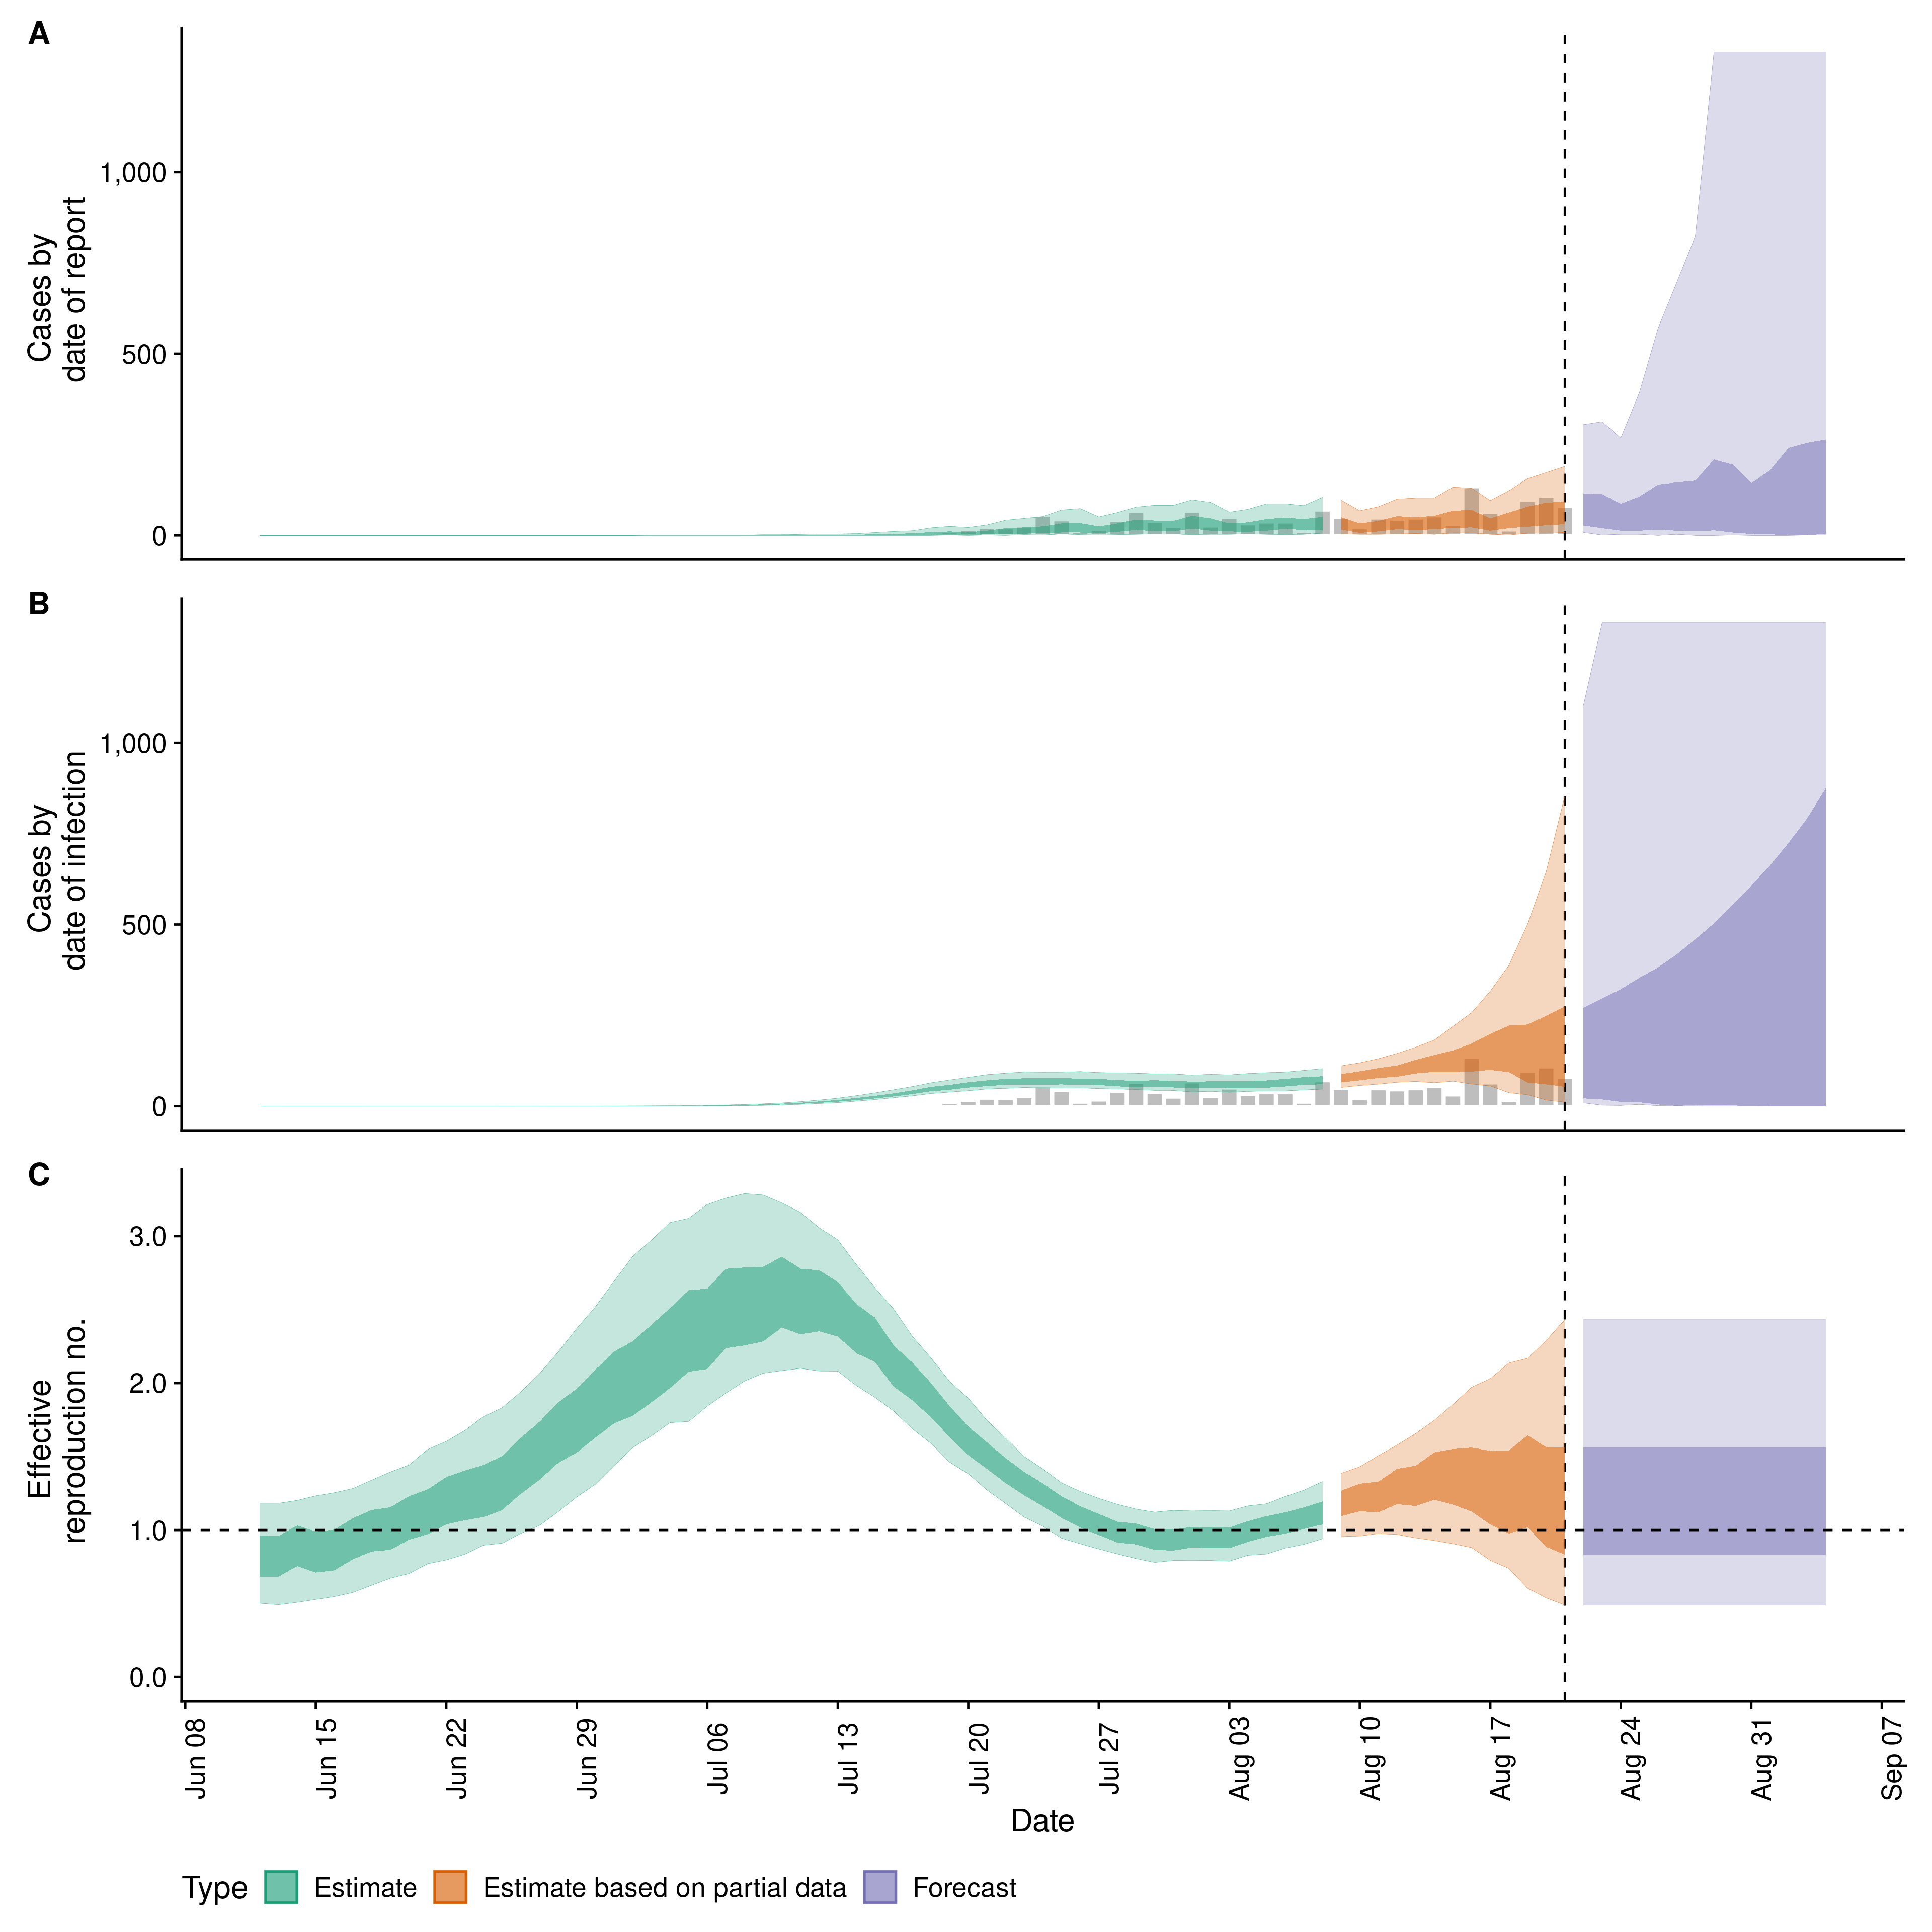 A
Cases by
date of report
1,000
500
0
B
Cases by
date of infection
1,000
500
0
C
Effective
reproduction no.
3.0
2.0
1.0
0.0
Jun 08
Jun 15
Jun 22
Jun 29
Jul 06
Jul 13
Jul 20
Jul 27
Aug 03
Aug 10
Aug 17
Aug 24
Aug 31
Sep 07
Date
Type Estimate Estimate based on partial data Forecast